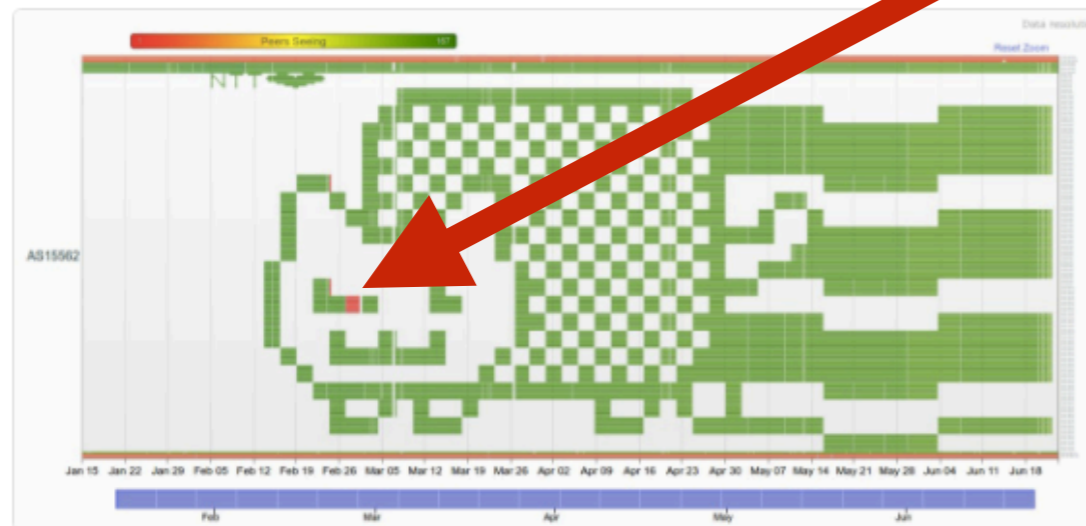 Data resoluti
Peers Seeing 167
Reset Zoom
NTT
AS15562
Jan 15 Jan 22 Jan 29 Feb 05 Feb 12 Feb 19 Feb 26 Mar 05 Mar 12 Mar 19 Mar 26 Apr 02 Apr 09 Apr 16 Apr 23 Apr 30 May 07 May 14 May 21 May 28 Jun 04 Jun 11 Jun 18
Feb Mar Apr May Jun